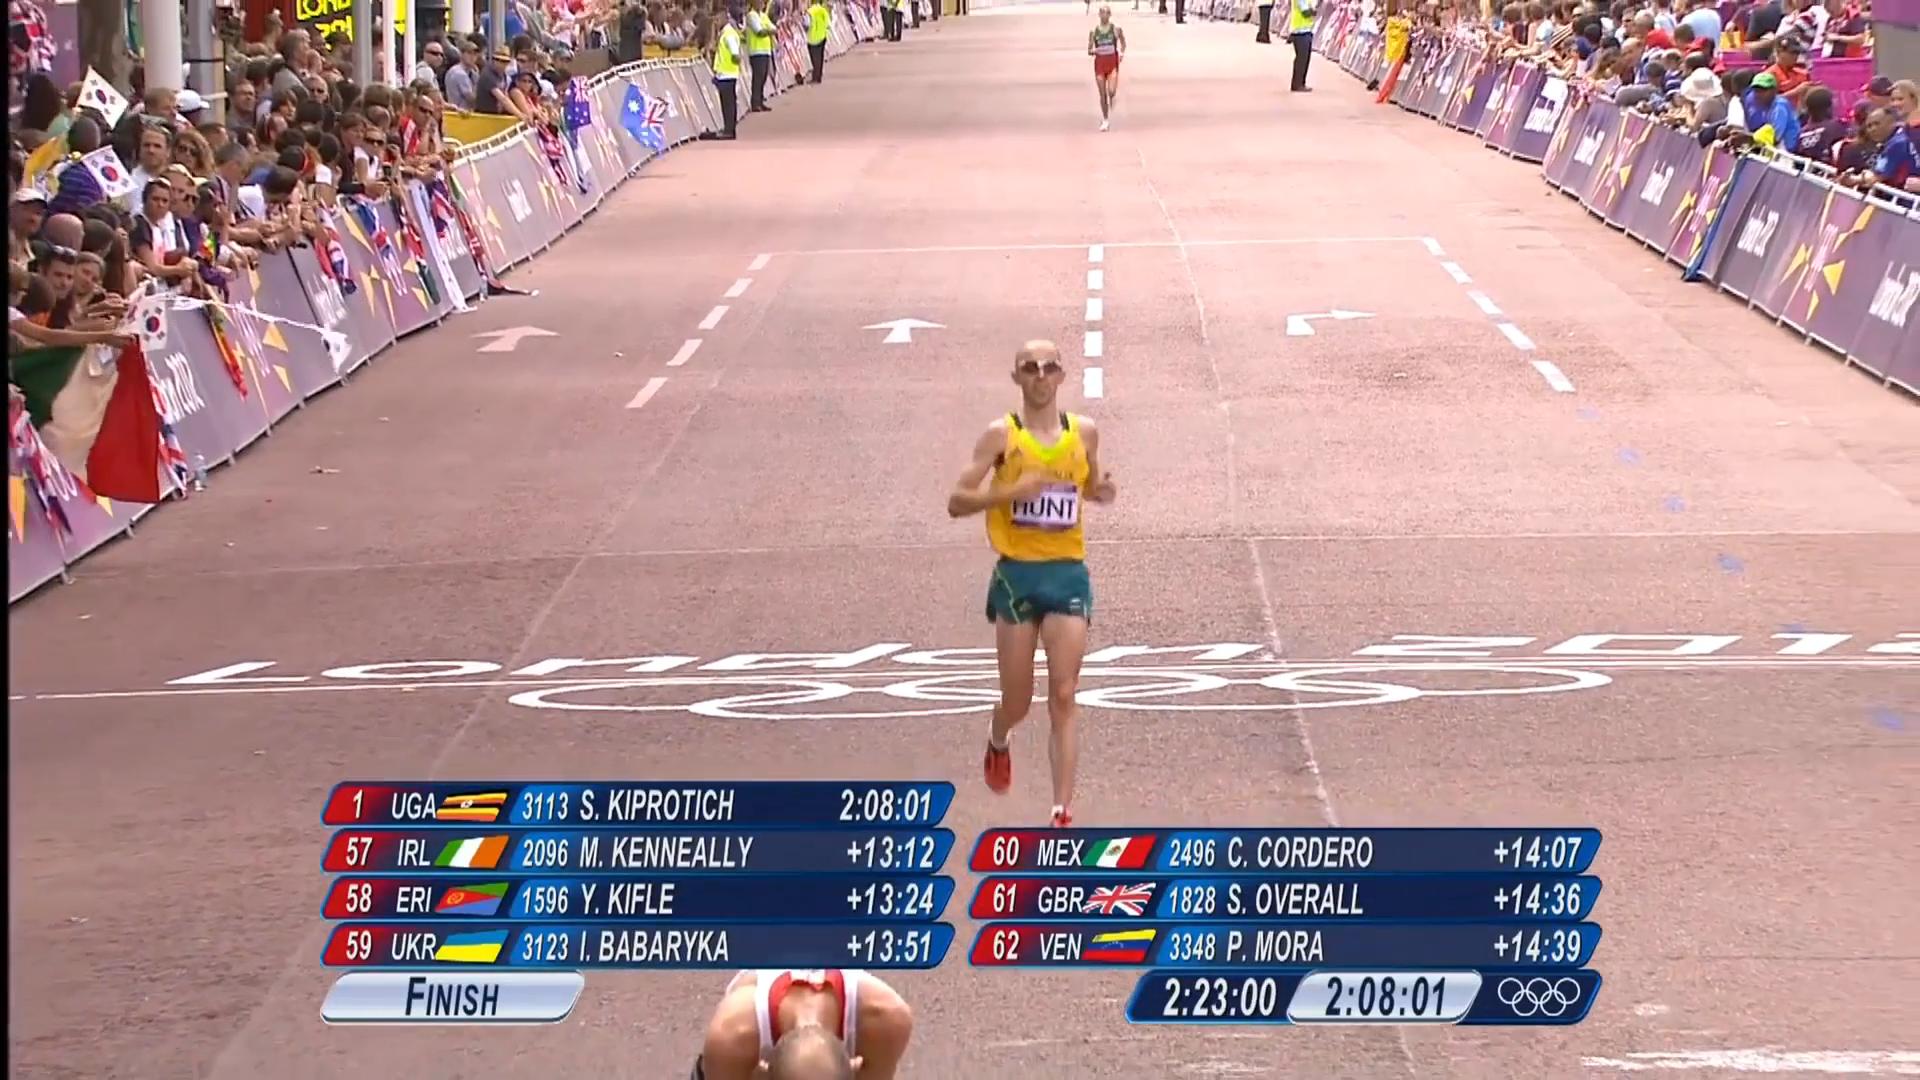 LONDON
HUNT
London 2012
1 UGA 3113 S. KIPROTICH 2:08:01
57 IRL 2096 M. KENNEALLY +13:12
58 ERI 1596 Y. KIFLE +13:24
59 UKR 3123 I. BABARYKA +13:51
60 MEX 2496 C. CORDERO +14:07
61 GBR 1828 S. OVERALL +14:36
62 VEN 3348 P. MORA +14:39
FINISH
2:23:00 2:08:01